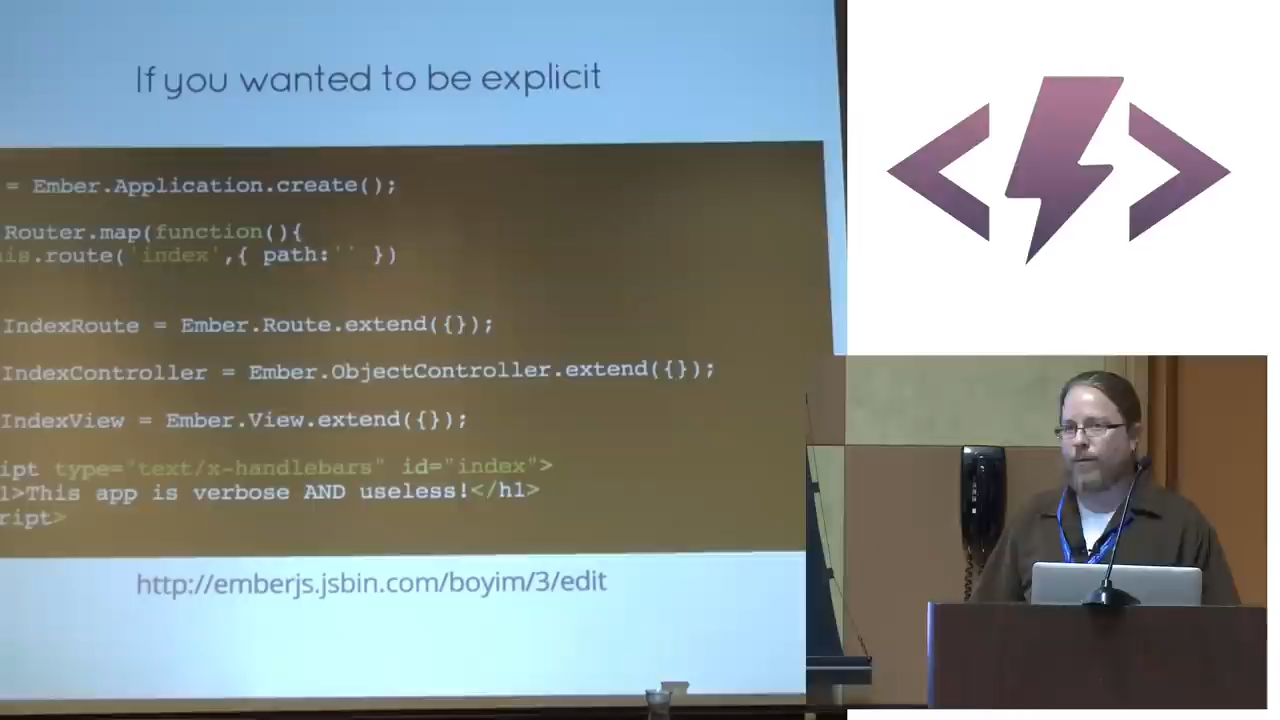 If you wanted to be explicit
= Ember.Application.create();
Router.map(function(){
is.route('index',{ path:'' })
IndexRoute = Ember.Route.extend({});
IndexController = Ember.ObjectController.extend({});
IndexView = Ember.View.extend({});
ipt type="text/x-handlebars" id="index">
1>This app is verbose AND useless!</h1>
ript>
http://emberjs.jsbin.com/boyim/3/edit